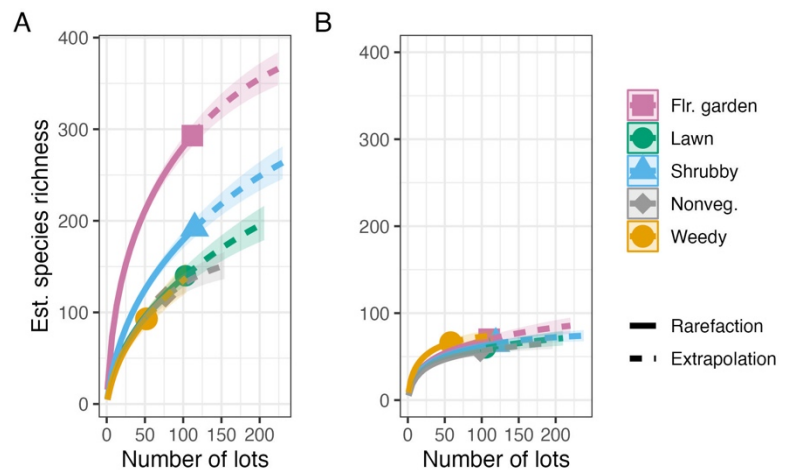 A
B
400
300
200
100
0
0 50 100 150 200
Number of lots
Est. species richness
400
300
200
100
0
0 50 100 150 200
Number of lots
Flr. garden
Lawn
Shrubby
Nonveg.
Weedy
Rarefaction
Extrapolation